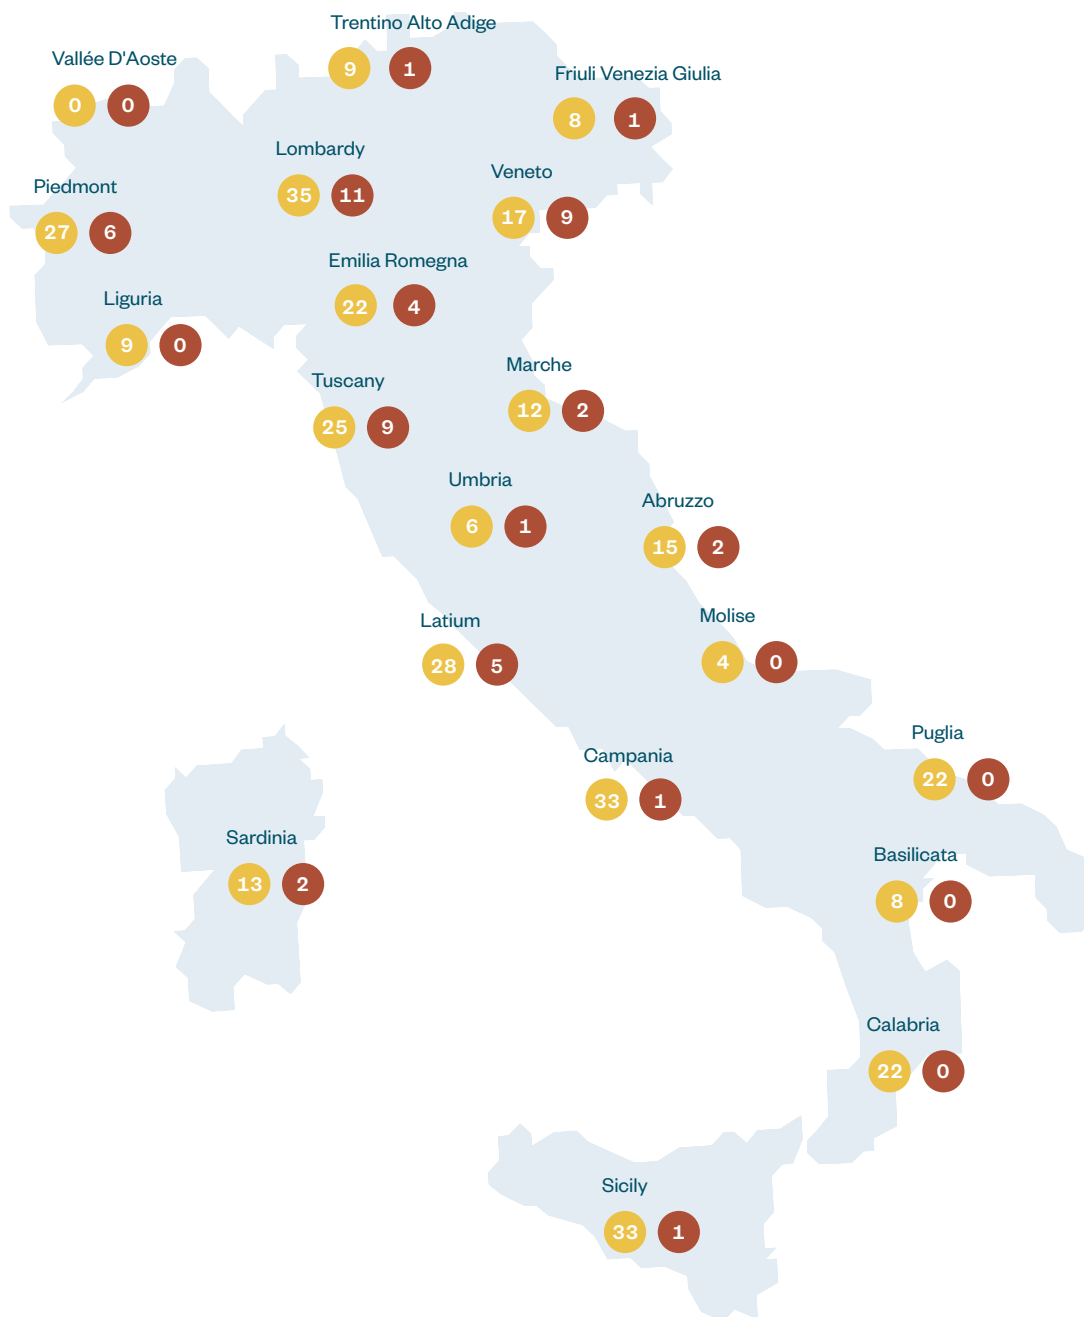 Trentino Alto Adige
9 1
Vallée D'Aoste
0 0
Friuli Venezia Giulia
8 1
Lombardy
35 11
Veneto
17 9
Piedmont
27 6
Emilia Romegna
22 4
Liguria
9 0
Marche
12 2
Tuscany
25 9
Umbria
6 1
Abruzzo
15 2
Molise
4 0
Latium
28 5
Puglia
22 0
Campania
33 1
Sardinia
13 2
Basilicata
8 0
Calabria
22 0
Sicily
33 1